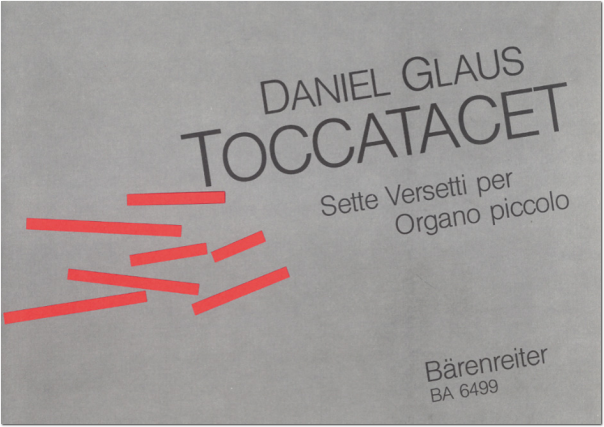 DANIEL GLAUS
TOCCATACET
Sette Versetti per
Organo piccolo
Bärenreiter
BA 6499